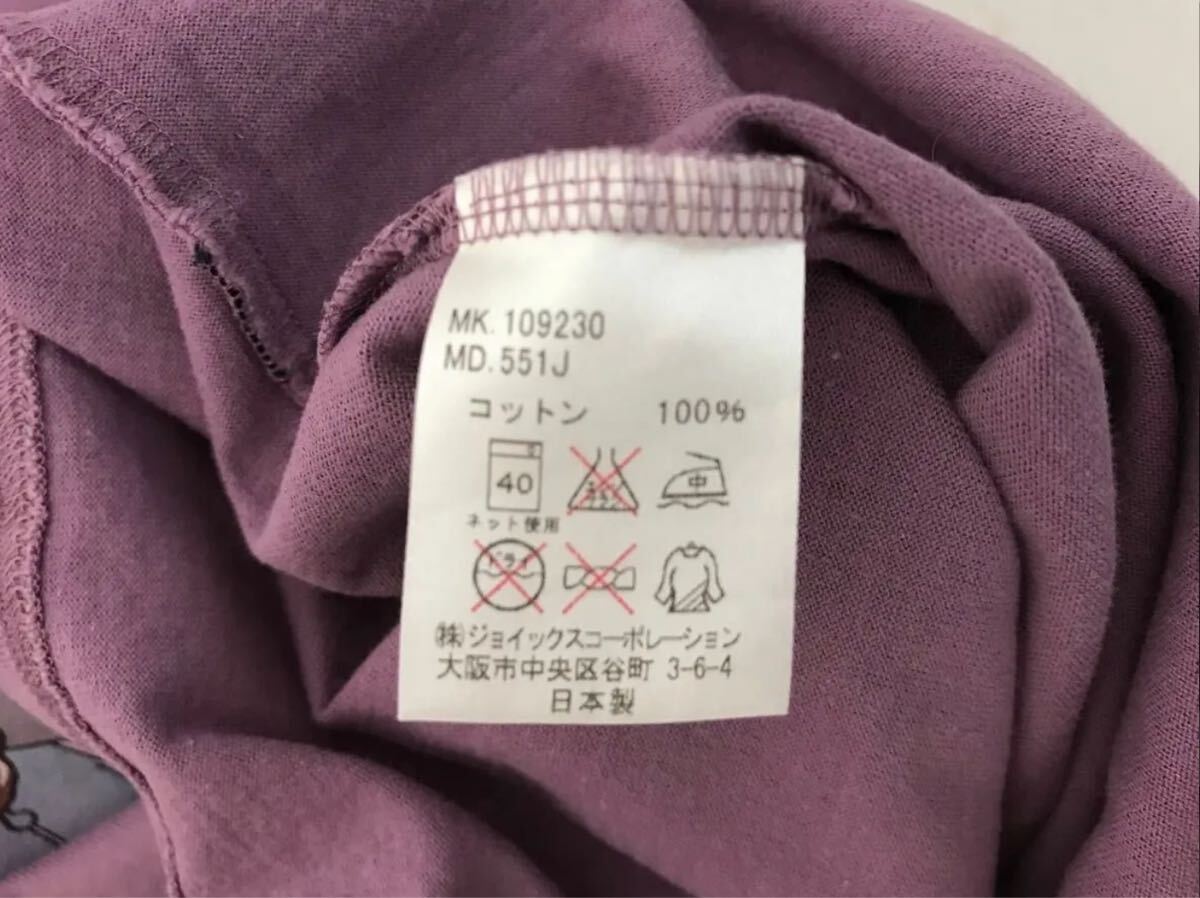 MK. 109230
MD. 551J
コットン 100%
40 中
ネット使用
ドライ
㈱ジョイックスコーポレーション
大阪市中央区谷町 3-6-4
日本製